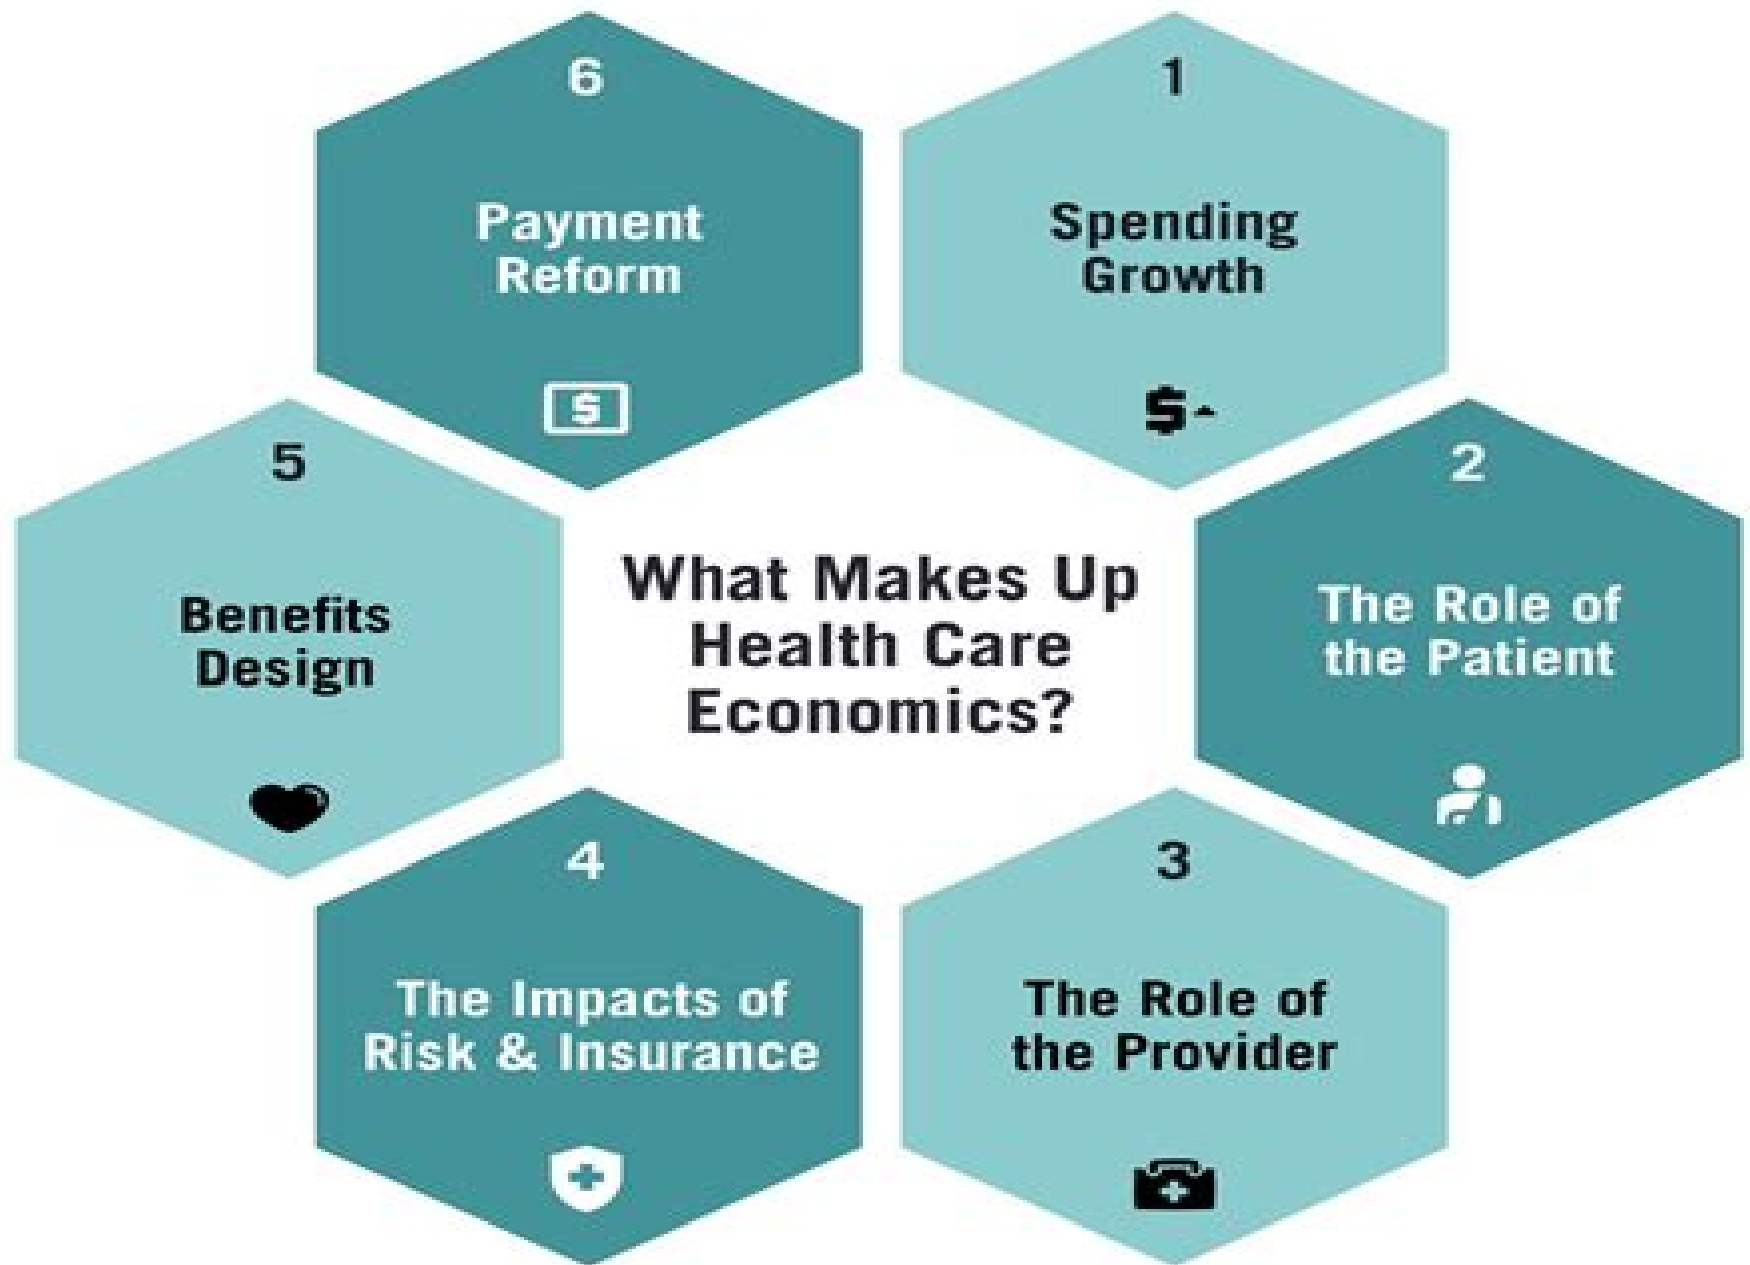 What Makes Up
Health Care
Economics?
1
Spending
Growth
$
2
The Role of
the Patient
3
The Role of
the Provider
4
The Impacts of
Risk & Insurance
5
Benefits
Design
6
Payment
Reform
$